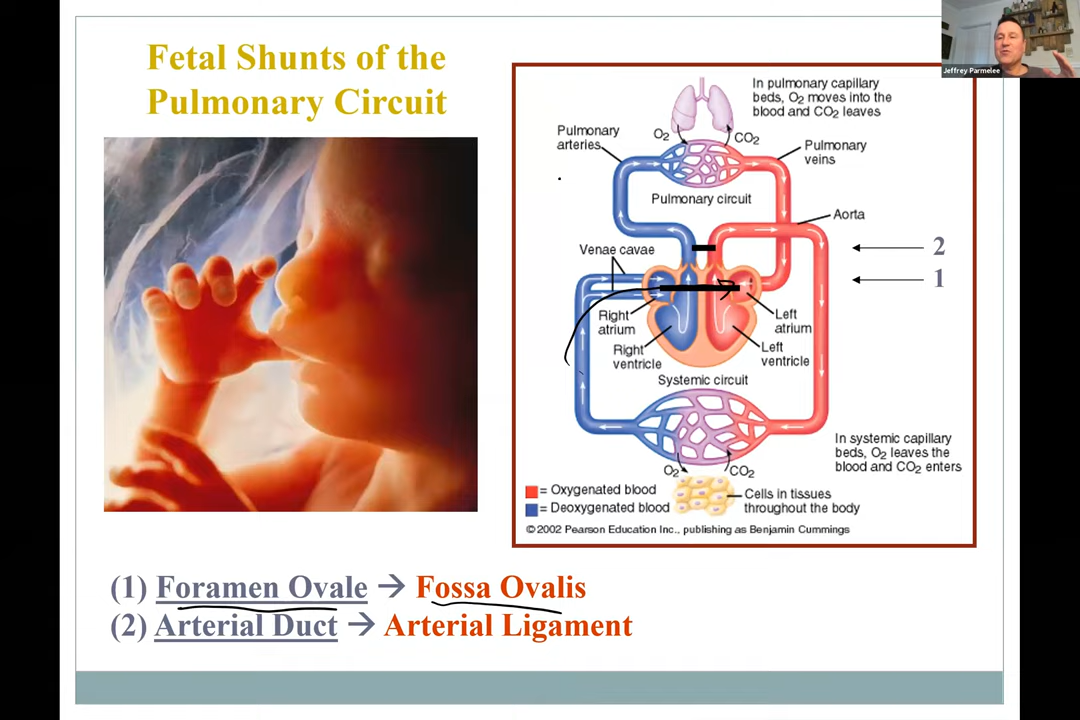 Fetal Shunts of the
Pulmonary Circuit
Jeffrey Parmelee
In pulmonary capillary
beds, O2 moves into the
blood and CO2 leaves
Pulmonary
arteries
O2
CO2
Pulmonary
veins
Pulmonary circuit
Aorta
Venae cavae
2
1
Right
atrium
Left
atrium
Right
ventricle
Left
ventricle
Systemic circuit
In systemic capillary
beds, O2 leaves the
blood and CO2 enters
O2
CO2
= Oxygenated blood
= Deoxygenated blood
Cells in tissues
throughout the body
© 2002 Pearson Education Inc., publishing as Benjamin Cummings
(1) Foramen Ovale → Fossa Ovalis
(2) Arterial Duct → Arterial Ligament